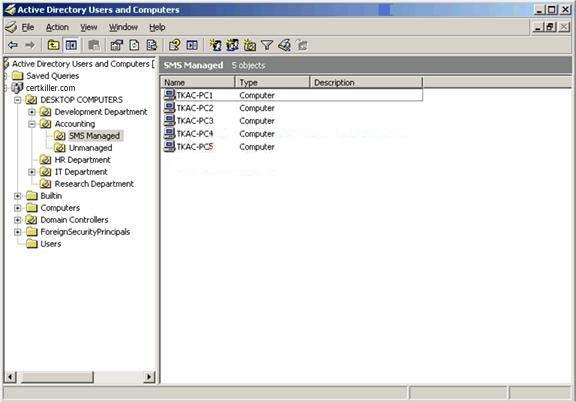 Active Directory Users and Computers
File Action View Window Help
Active Directory Users and Computers [
Saved Queries
certkiller.com
DESKTOP COMPUTERS
Development Department
Accounting
SMS Managed
Unmanaged
HR Department
IT Department
Research Department
Builtin
Computers
Domain Controllers
ForeignSecurityPrincipals
Users
SMS Managed 5 objects
Name Type Description
TKAC-PC1 Computer
TKAC-PC2 Computer
TKAC-PC3 Computer
TKAC-PC4 Computer
TKAC-PC5 Computer